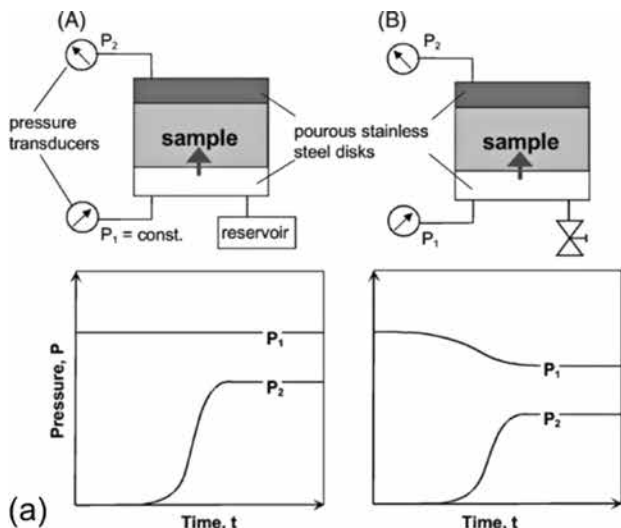 (A)
(B)
P2
P2
pressure
transducers
sample
pourous stainless
steel disks
sample
P1 = const.
reservoir
P1
Pressure, P
P1
P2
P1
P2
(a)
Time, t
Time, t